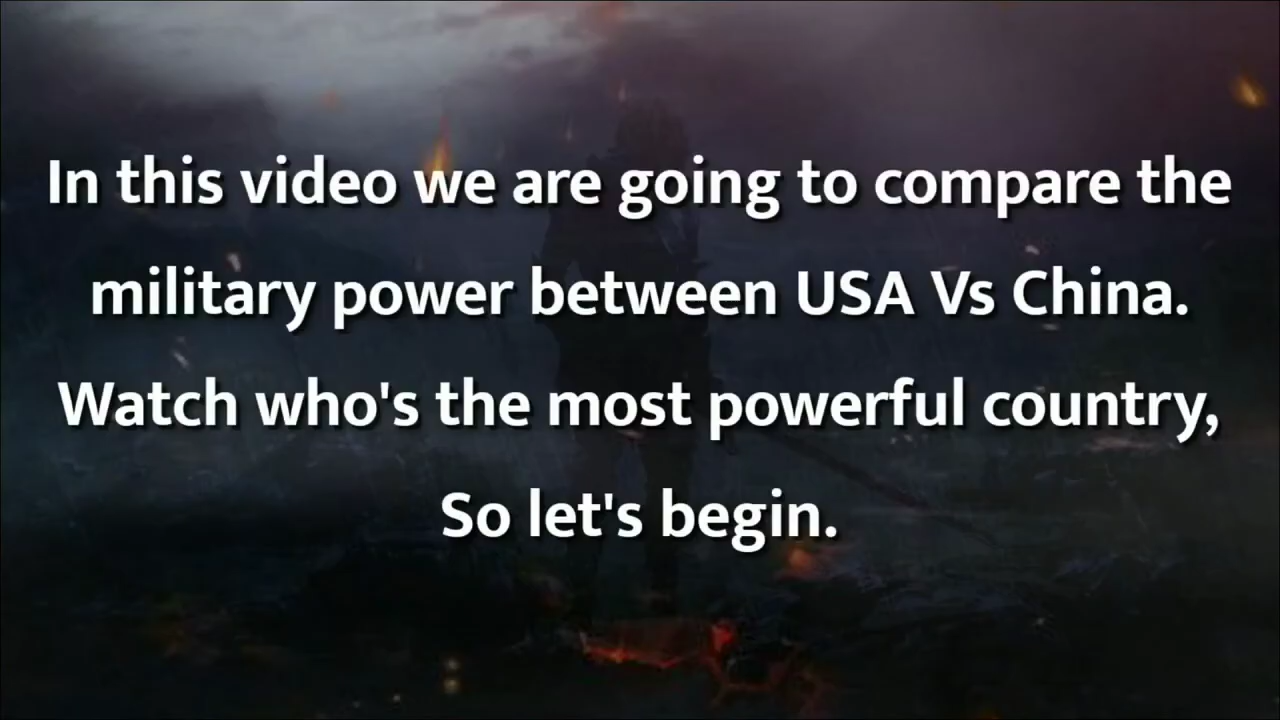 In this video we are going to compare the
military power between USA Vs China.
Watch who's the most powerful country,
So let's begin.